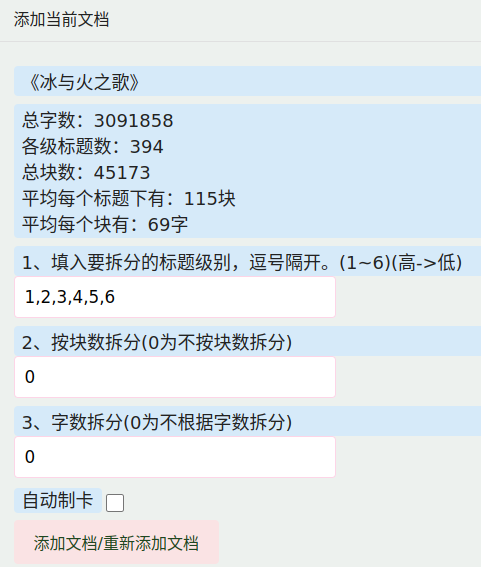 添加当前文档
《冰与火之歌》
总字数：3091858
各级标题数：394
总块数：45173
平均每个标题下有：115块
平均每个块有：69字
1、填入要拆分的标题级别，逗号隔开。(1~6)(高->低)
1,2,3,4,5,6
2、按块数拆分(0为不按块数拆分)
0
3、字数拆分(0为不根据字数拆分)
0
自动制卡
添加文档/重新添加文档